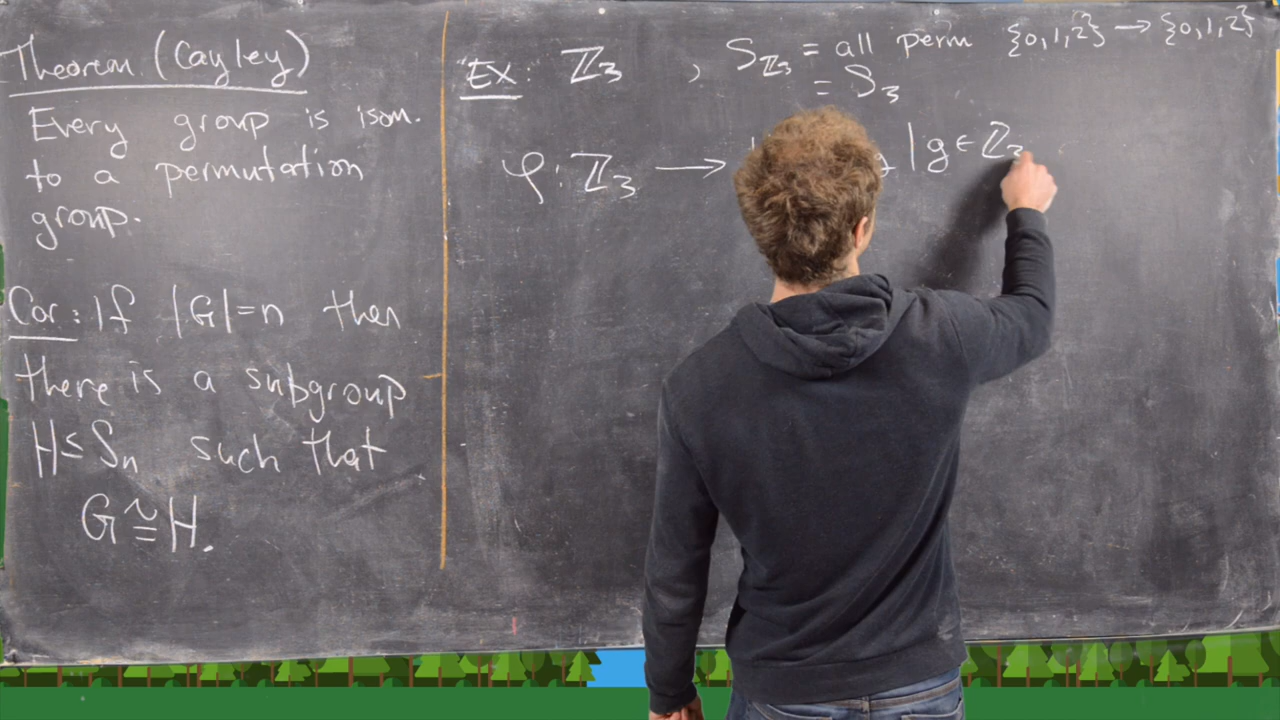 Theorem (Cayley)
Every group is isom.
to a permutation
group.
Cor: If |G|=n then
there is a subgroup
H≤Sn such that
G≅H.
EX: ℤ₃ , S_ℤ₃ = all perm {0,1,2} → {0,1,2}
= S₃
φ: ℤ₃ → | g ∈ ℤ₃